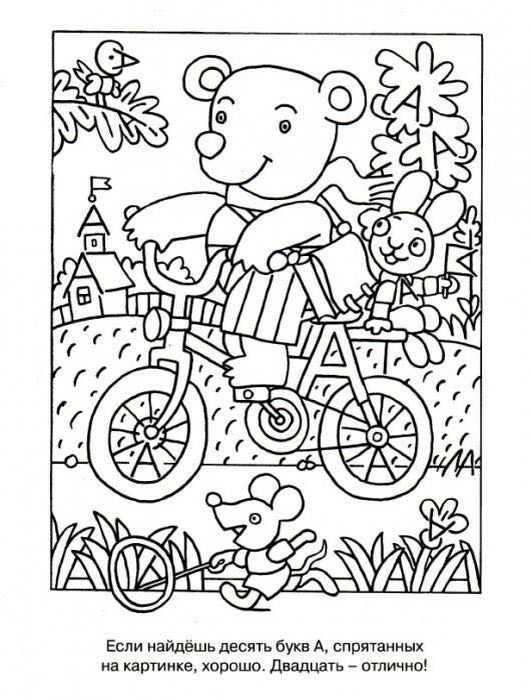 Если найдёшь десять букв А, спрятанных
на картинке, хорошо. Двадцать – отлично!